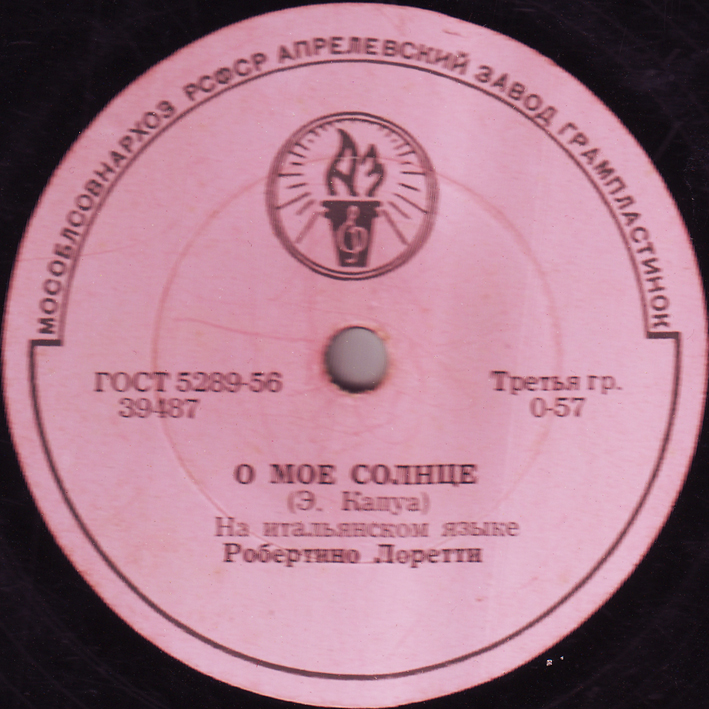 МОСОБЛСОВНАРХОЗ РСФСР АПРЕЛЕВСКИЙ ЗАВОД ГРАМПЛАСТИНОК
АЗ
ГОСТ 5289-56
39487
Третья гр.
0-57
О МОЕ СОЛНЦЕ
(Э. Капуа)
На итальянском языке
Робертино Лоретти